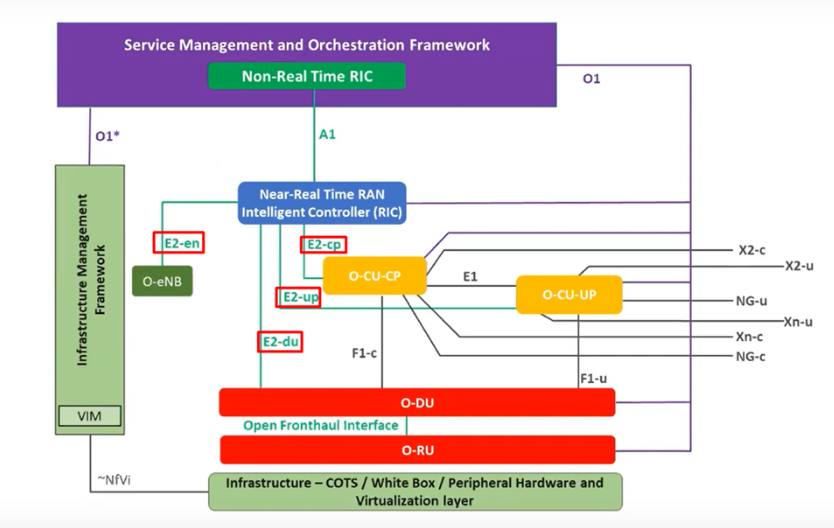 Service Management and Orchestration Framework
Non-Real Time RIC
O1
O1*
A1
Near-Real Time RAN
Intelligent Controller (RIC)
Infrastructure Management
Framework
E2-en
E2-cp
O-eNB
O-CU-CP
E1
O-CU-UP
X2-c
X2-u
E2-up
NG-u
Xn-u
E2-du
Xn-c
F1-c
NG-c
F1-u
O-DU
VIM
Open Fronthaul Interface
O-RU
~NfVi
Infrastructure – COTS / White Box / Peripheral Hardware and
Virtualization layer